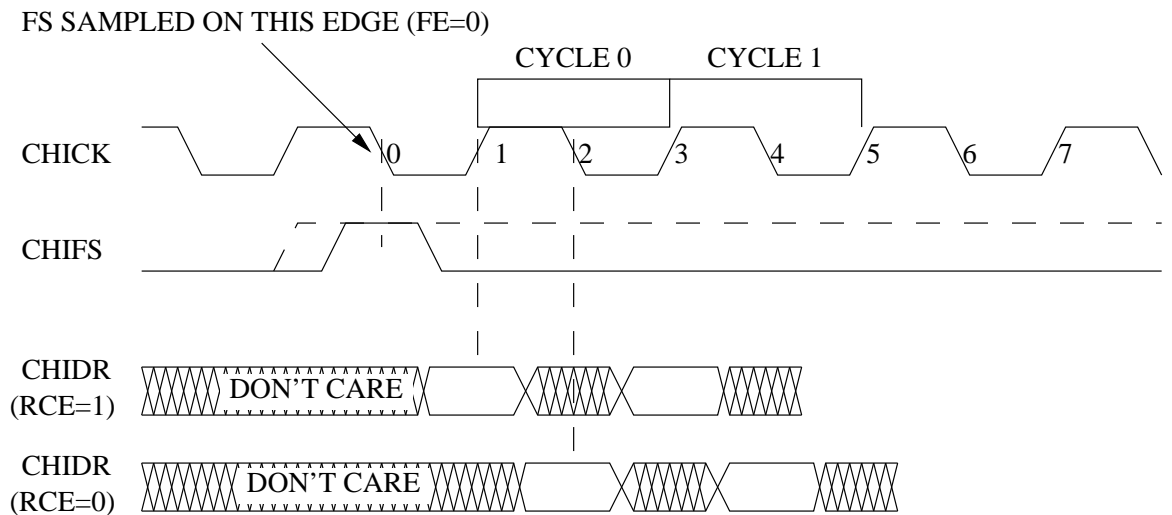 FS SAMPLED ON THIS EDGE (FE=0)
CYCLE 0 CYCLE 1
CHICK 0 1 2 3 4 5 6 7
CHIFS
CHIDR
(RCE=1)
DON'T CARE
CHIDR
(RCE=0)
DON'T CARE